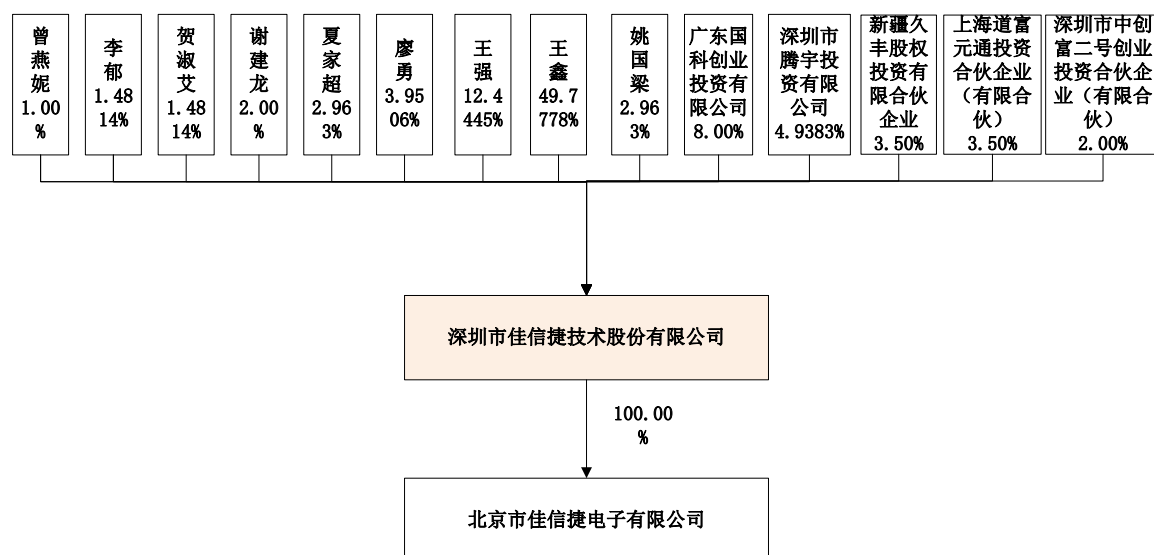 曾
燕
妮
1.00
%
李
郁
1.48
14%
贺
淑
艾
1.48
14%
谢
建
龙
2.00
%
夏
家
超
2.96
3%
廖
勇
3.95
06%
王
强
12.4
445%
王
鑫
49.7
778%
姚
国
梁
2.96
3%
广东国
科创业
投资有
限公司
8.00%
深圳市
腾宇投
资有限
公司
4.9383%
新疆久
丰股权
投资有
限合伙
企业
3.50%
上海道富
元通投资
合伙企业
（有限合
伙）
3.50%
深圳市中创
富二号创业
投资合伙企
业（有限合
伙）
2.00%
深圳市佳信捷技术股份有限公司
100.00
%
北京市佳信捷电子有限公司